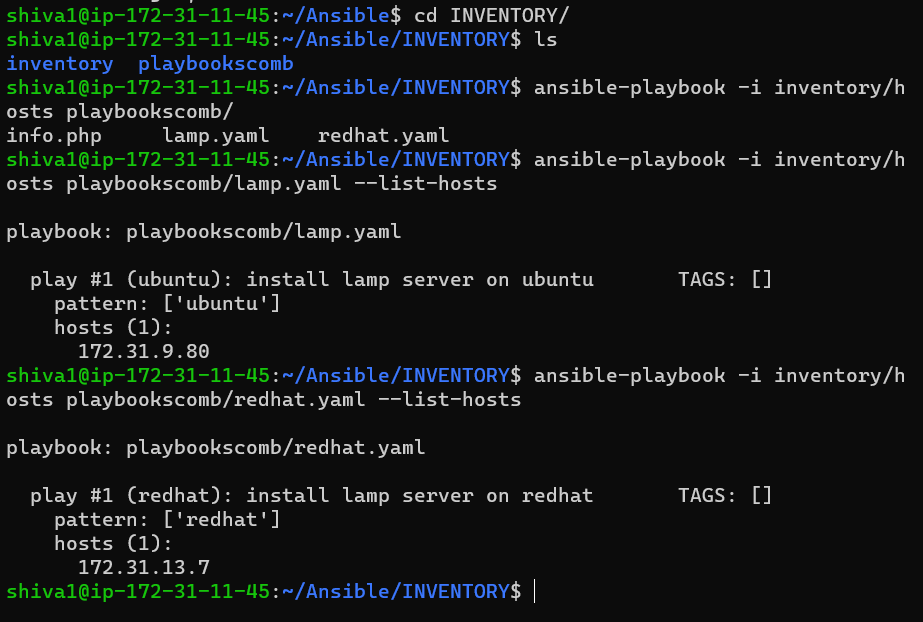 shiva1@ip-172-31-11-45:~/Ansible$ cd INVENTORY/
shiva1@ip-172-31-11-45:~/Ansible/INVENTORY$ ls
inventory  playbookscomb
shiva1@ip-172-31-11-45:~/Ansible/INVENTORY$ ansible-playbook -i inventory/h
osts playbookscomb/
info.php     lamp.yaml    redhat.yaml
shiva1@ip-172-31-11-45:~/Ansible/INVENTORY$ ansible-playbook -i inventory/h
osts playbookscomb/lamp.yaml --list-hosts

playbook: playbookscomb/lamp.yaml

  play #1 (ubuntu): install lamp server on ubuntu       TAGS: []
    pattern: ['ubuntu']
    hosts (1):
      172.31.9.80
shiva1@ip-172-31-11-45:~/Ansible/INVENTORY$ ansible-playbook -i inventory/h
osts playbookscomb/redhat.yaml --list-hosts

playbook: playbookscomb/redhat.yaml

  play #1 (redhat): install lamp server on redhat       TAGS: []
    pattern: ['redhat']
    hosts (1):
      172.31.13.7
shiva1@ip-172-31-11-45:~/Ansible/INVENTORY$